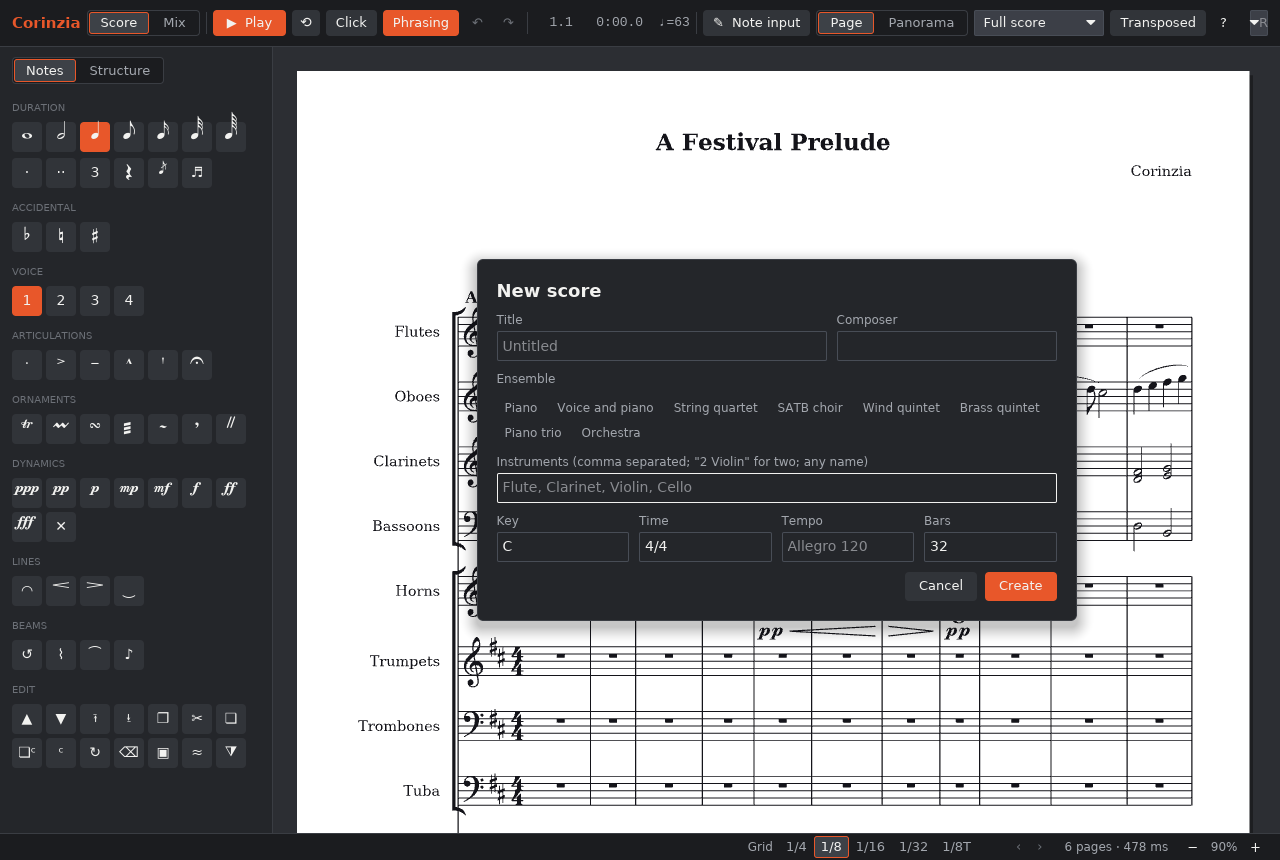 Corinzia Score Mix ▶ Play ⟲ Click Phrasing ↶ ↷ 1.1 0:00.0 ♩=63 ✎ Note input Page Panorama Full score Transposed ?
Notes Structure
DURATION
3
ACCIDENTAL
♭ ♮ ♯
VOICE
1 2 3 4
ARTICULATIONS
ORNAMENTS
tr
DYNAMICS
ppp pp p mp mf f ff
fff ×
LINES
BEAMS
EDIT
A Festival Prelude
Corinzia
A
Flutes
Oboes
Clarinets
Bassoons
Horns
Trumpets
Trombones
Tuba
pp pp
4 4
4 4
4 4
New score
Title Composer
Untitled
Ensemble
Piano Voice and piano String quartet SATB choir Wind quintet Brass quintet
Piano trio Orchestra
Instruments (comma separated; "2 Violin" for two; any name)
Flute, Clarinet, Violin, Cello
Key Time Tempo Bars
C 4/4 Allegro 120 32
Cancel Create
Grid 1/4 1/8 1/16 1/32 1/8T ‹ › 6 pages · 478 ms − 90% +